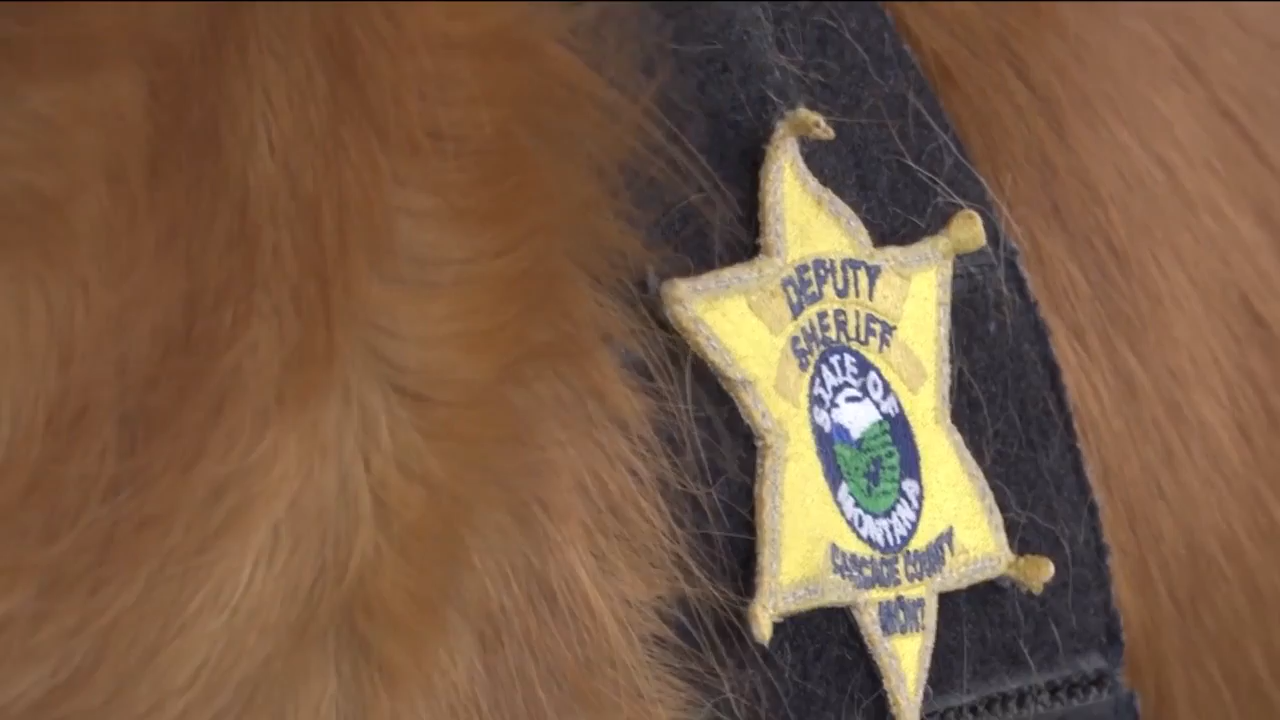 DEPUTY
SHERIFF
STATE OF
MONTANA
CASCADE COUNTY
MONT